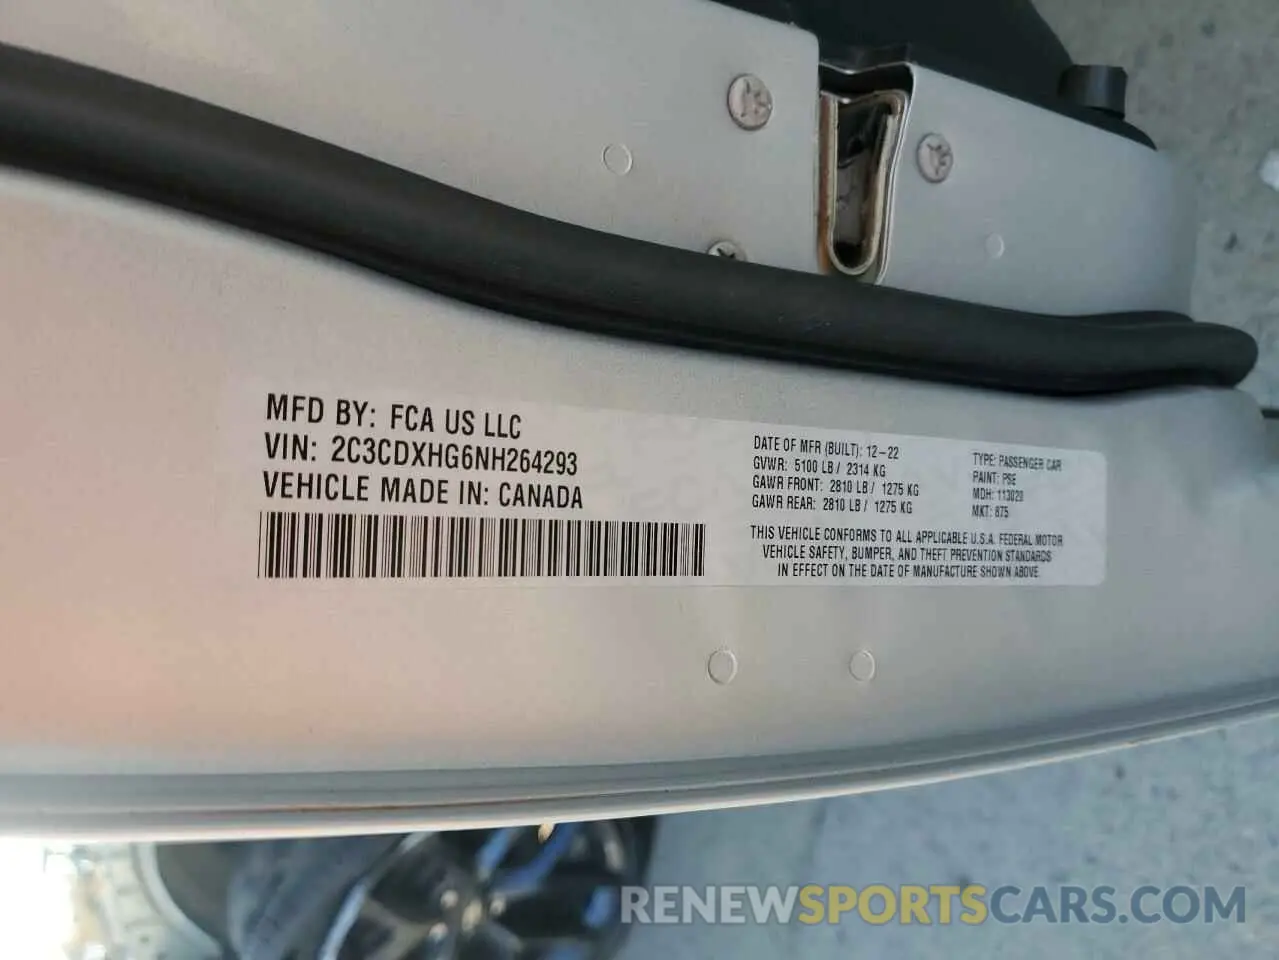 MFD BY: FCA US LLC
VIN: 2C3CDXHG6NH264293
VEHICLE MADE IN: CANADA
DATE OF MFR (BUILT): 12-22
GVWR: 5100 LB / 2314 KG
GAWR FRONT: 2810 LB / 1275 KG
GAWR REAR: 2810 LB / 1275 KG
TYPE: PASSENGER CAR
PAINT: PSE
MDH: 113020
MKT: 875
THIS VEHICLE CONFORMS TO ALL APPLICABLE U.S.A. FEDERAL MOTOR
VEHICLE SAFETY, BUMPER, AND THEFT PREVENTION STANDARDS
IN EFFECT ON THE DATE OF MANUFACTURE SHOWN ABOVE.
RENEWSPORTSCARS.COM